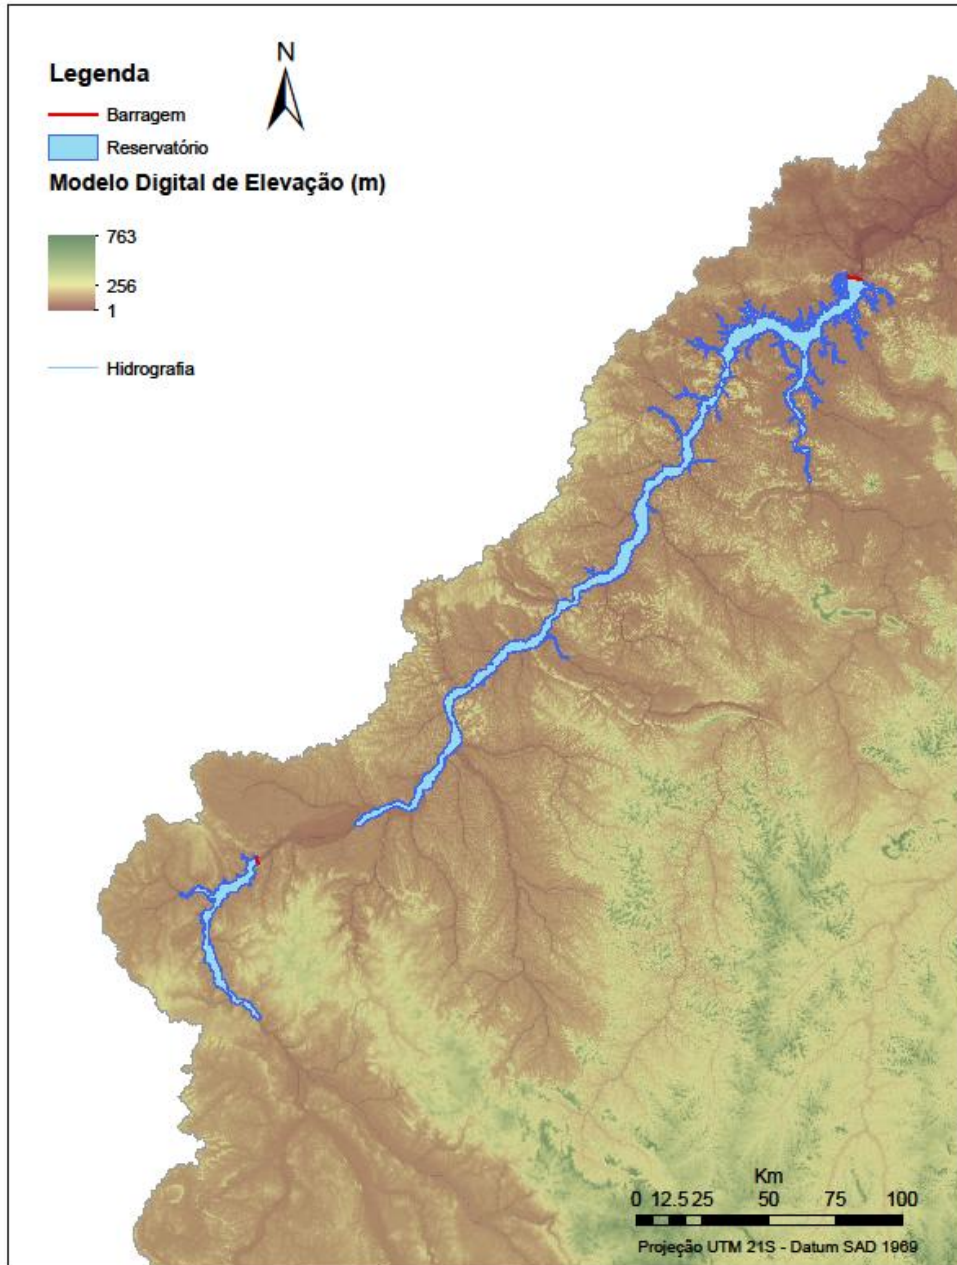 N
Legenda
Barragem
Reservatório
Modelo Digital de Elevação (m)
763
256
1
Hidrografia
Km
0 12.5 25 50 75 100
Projeção UTM 21S - Datum SAD 1969